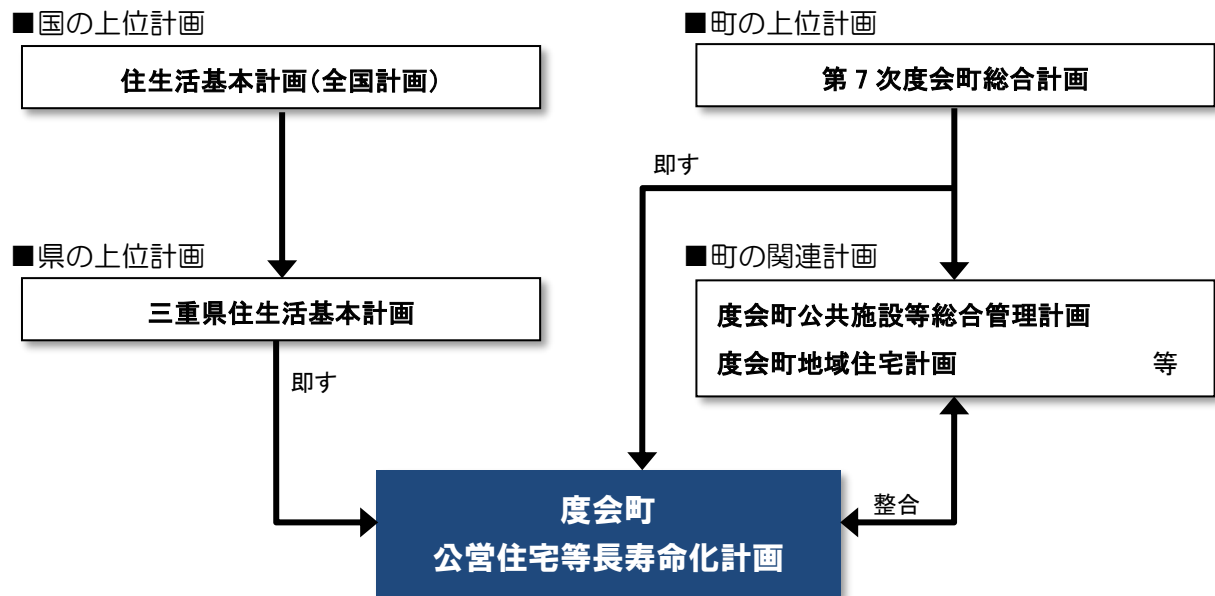 ■国の上位計画
住生活基本計画(全国計画)
■町の上位計画
第7次度会町総合計画
即す
■県の上位計画
三重県住生活基本計画
■町の関連計画
度会町公共施設等総合管理計画
度会町地域住宅計画 等
即す
整合
度会町
公営住宅等長寿命化計画